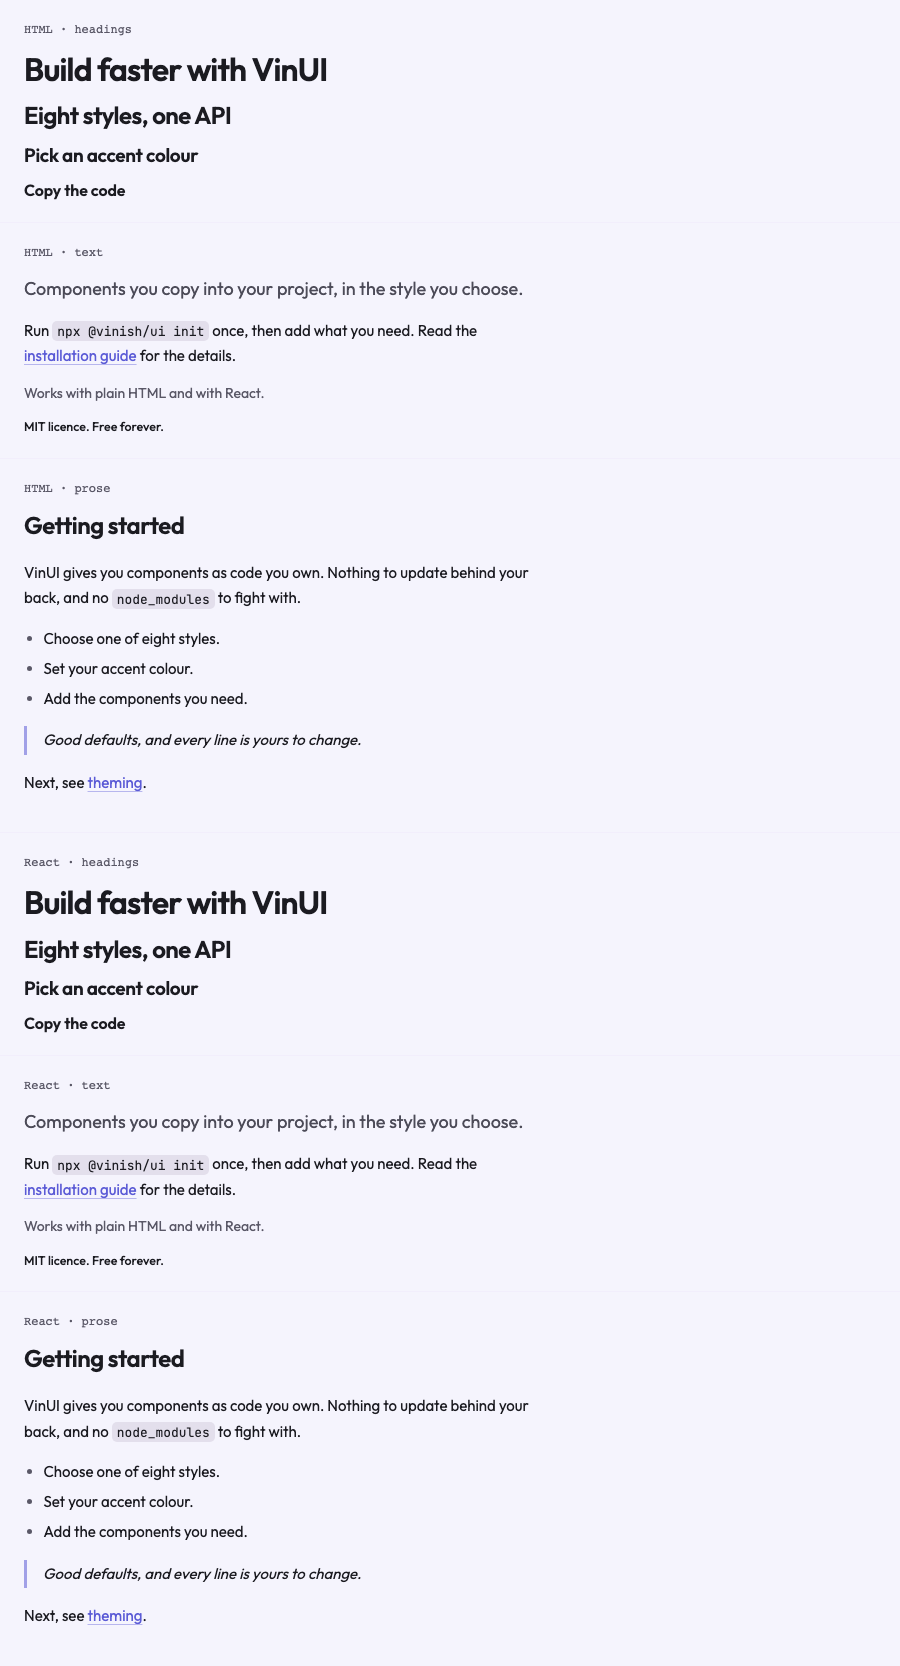 HTML · headings
Build faster with VinUI
Eight styles, one API
Pick an accent colour
Copy the code
HTML · text
Components you copy into your project, in the style you choose.
Run npx @vinish/ui init once, then add what you need. Read the
installation guide for the details.
Works with plain HTML and with React.
MIT licence. Free forever.
HTML · prose
Getting started
VinUI gives you components as code you own. Nothing to update behind your
back, and no node_modules to fight with.
• Choose one of eight styles.
• Set your accent colour.
• Add the components you need.
Good defaults, and every line is yours to change.
Next, see theming.
React · headings
Build faster with VinUI
Eight styles, one API
Pick an accent colour
Copy the code
React · text
Components you copy into your project, in the style you choose.
Run npx @vinish/ui init once, then add what you need. Read the
installation guide for the details.
Works with plain HTML and with React.
MIT licence. Free forever.
React · prose
Getting started
VinUI gives you components as code you own. Nothing to update behind your
back, and no node_modules to fight with.
• Choose one of eight styles.
• Set your accent colour.
• Add the components you need.
Good defaults, and every line is yours to change.
Next, see theming.